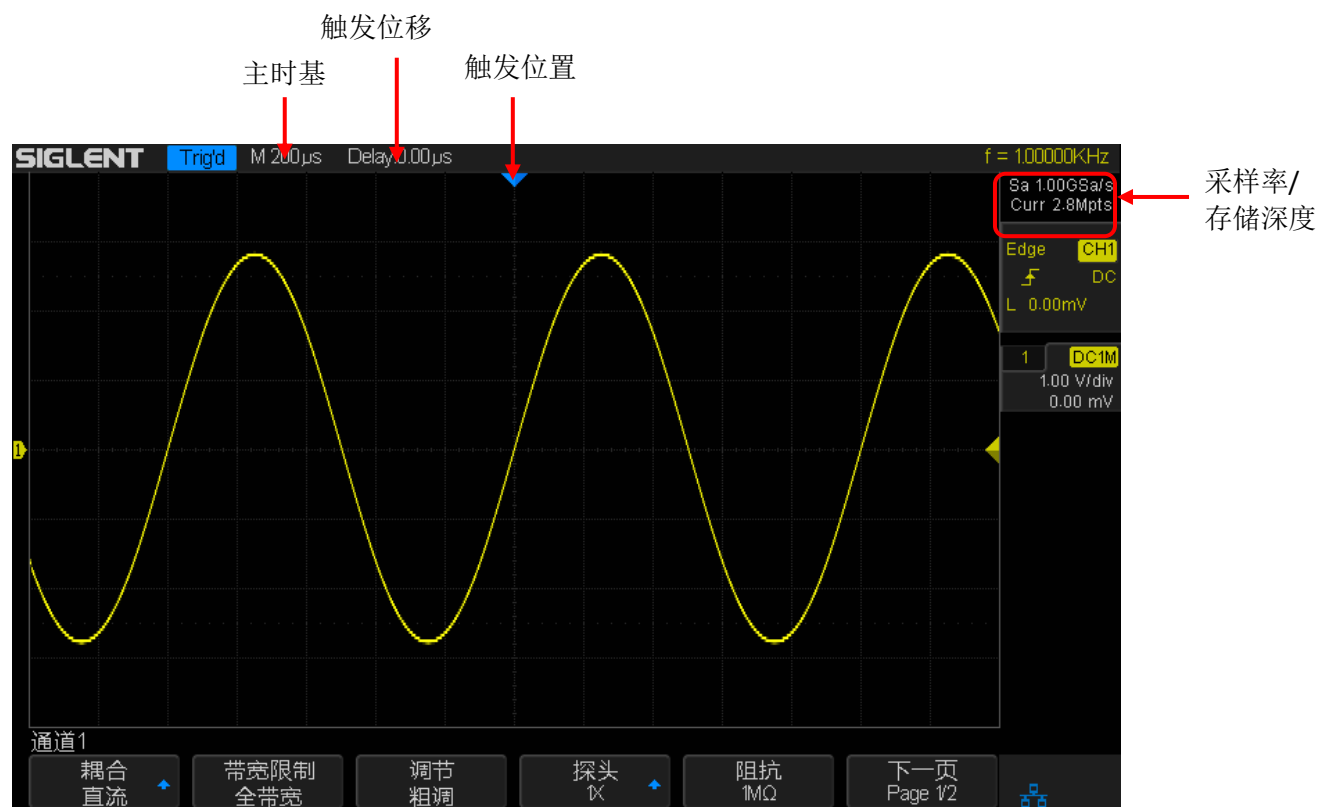 触发位移
主时基
触发位置
SIGLENT Trig'd M 200µs Delay:0.00µs f = 1.00000KHz
Sa 1.00GSa/s
Curr 2.8Mpts
采样率/
存储深度
Edge CH1
DC
L 0.00mV
1 DC1M
1.00 V/div
0.00 mV
1
通道1
耦合 带宽限制 调节 探头 阻抗 下一页
直流 全带宽 粗调 1X 1MΩ Page 1/2